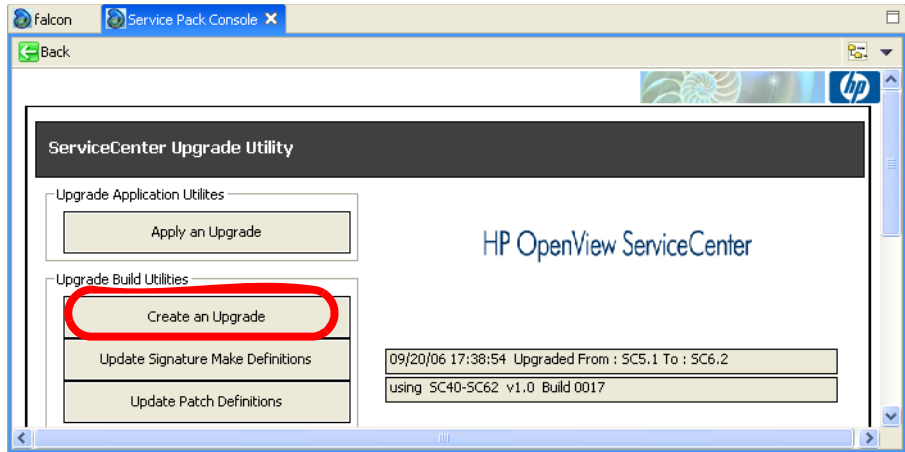 falcon
Service Pack Console
Back
hp
ServiceCenter Upgrade Utility
Upgrade Application Utilites
Apply an Upgrade
HP OpenView ServiceCenter
Upgrade Build Utilities
Create an Upgrade
Update Signature Make Definitions
09/20/06 17:38:54 Upgraded From : SC5.1 To : SC6.2
using SC40-SC62 v1.0 Build 0017
Update Patch Definitions